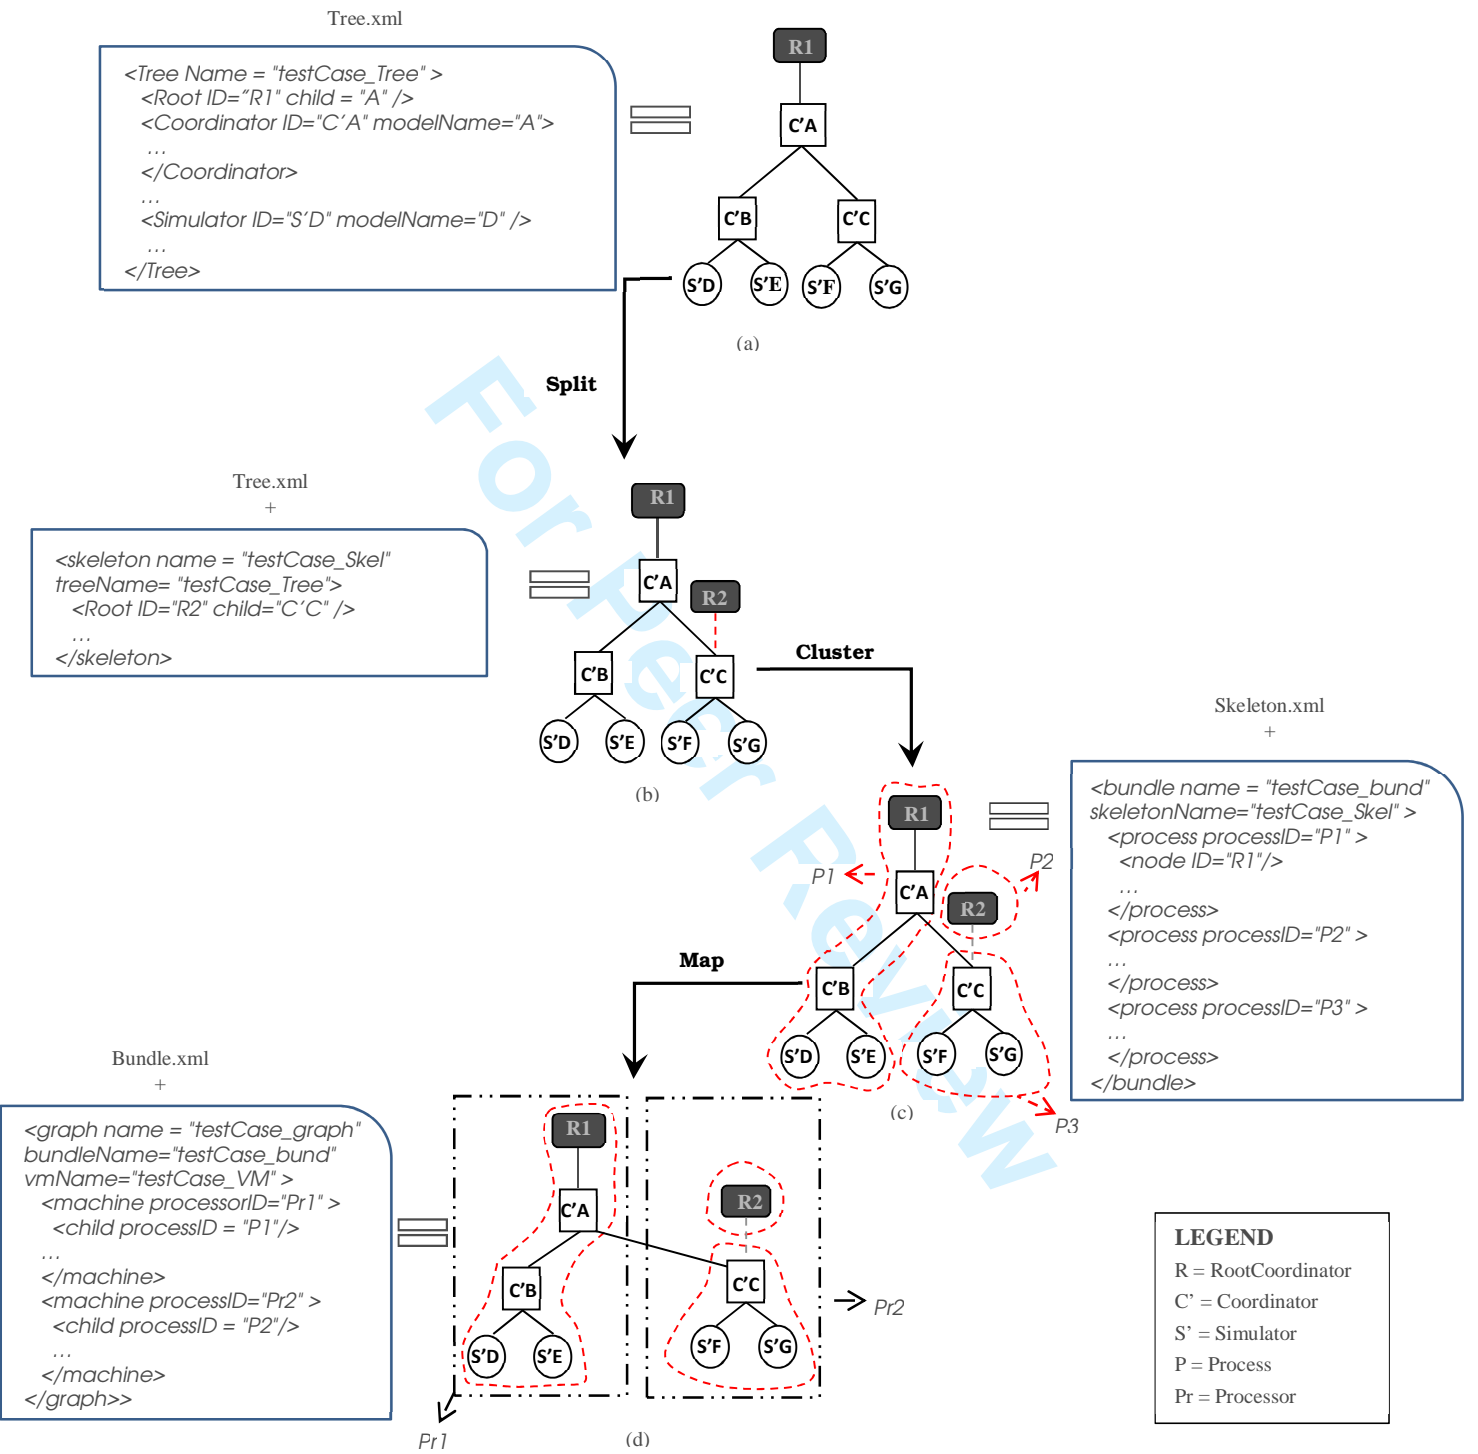 Tree.xml
<Tree Name = "testCase_Tree" >
<Root ID="R1" child = "A" />
<Coordinator ID="C'A" modelName="A">
...
</Coordinator>
...
<Simulator ID="S'D" modelName="D" />
...
</Tree>
R1
C'A
C'B
C'C
S'D
S'E
S'F
S'G
(a)
Split
Tree.xml
+
<skeleton name = "testCase_Skel"
treeName= "testCase_Tree">
<Root ID="R2" child="C'C" />
...
</skeleton>
R1
C'A
R2
C'B
C'C
S'D
S'E
S'F
S'G
(b)
Cluster
Skeleton.xml
+
<bundle name = "testCase_bund"
skeletonName="testCase_Skel" >
<process processID="P1" >
<node ID="R1"/>
...
</process>
<process processID="P2" >
...
</process>
<process processID="P3" >
...
</process>
</bundle>
R1
P1
P2
C'A
R2
C'B
C'C
S'D
S'E
S'F
S'G
(c)
P3
Map
Bundle.xml
+
<graph name = "testCase_graph"
bundleName="testCase_bund"
vmName="testCase_VM" >
<machine processorID="Pr1" >
<child processID = "P1"/>
...
</machine>
<machine processID="Pr2" >
<child processID = "P2"/>
...
</machine>
</graph>>
R1
C'A
R2
C'B
C'C
S'D
S'E
S'F
S'G
Pr1
Pr2
(d)
LEGEND
R = RootCoordinator
C' = Coordinator
S' = Simulator
P = Process
Pr = Processor
For Peer Review